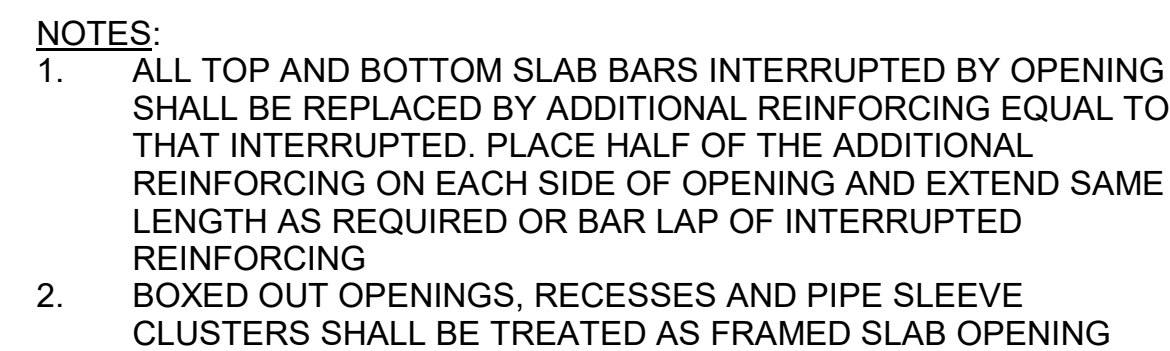 NOTES:
1. ALL TOP AND BOTTOM SLAB BARS INTERRUPTED BY OPENING
SHALL BE REPLACED BY ADDITIONAL REINFORCING EQUAL TO
THAT INTERRUPTED. PLACE HALF OF THE ADDITIONAL
REINFORCING ON EACH SIDE OF OPENING AND EXTEND SAME
LENGTH AS REQUIRED OR BAR LAP OF INTERRUPTED
REINFORCING
2. BOXED OUT OPENINGS, RECESSES AND PIPE SLEEVE
CLUSTERS SHALL BE TREATED AS FRAMED SLAB OPENING